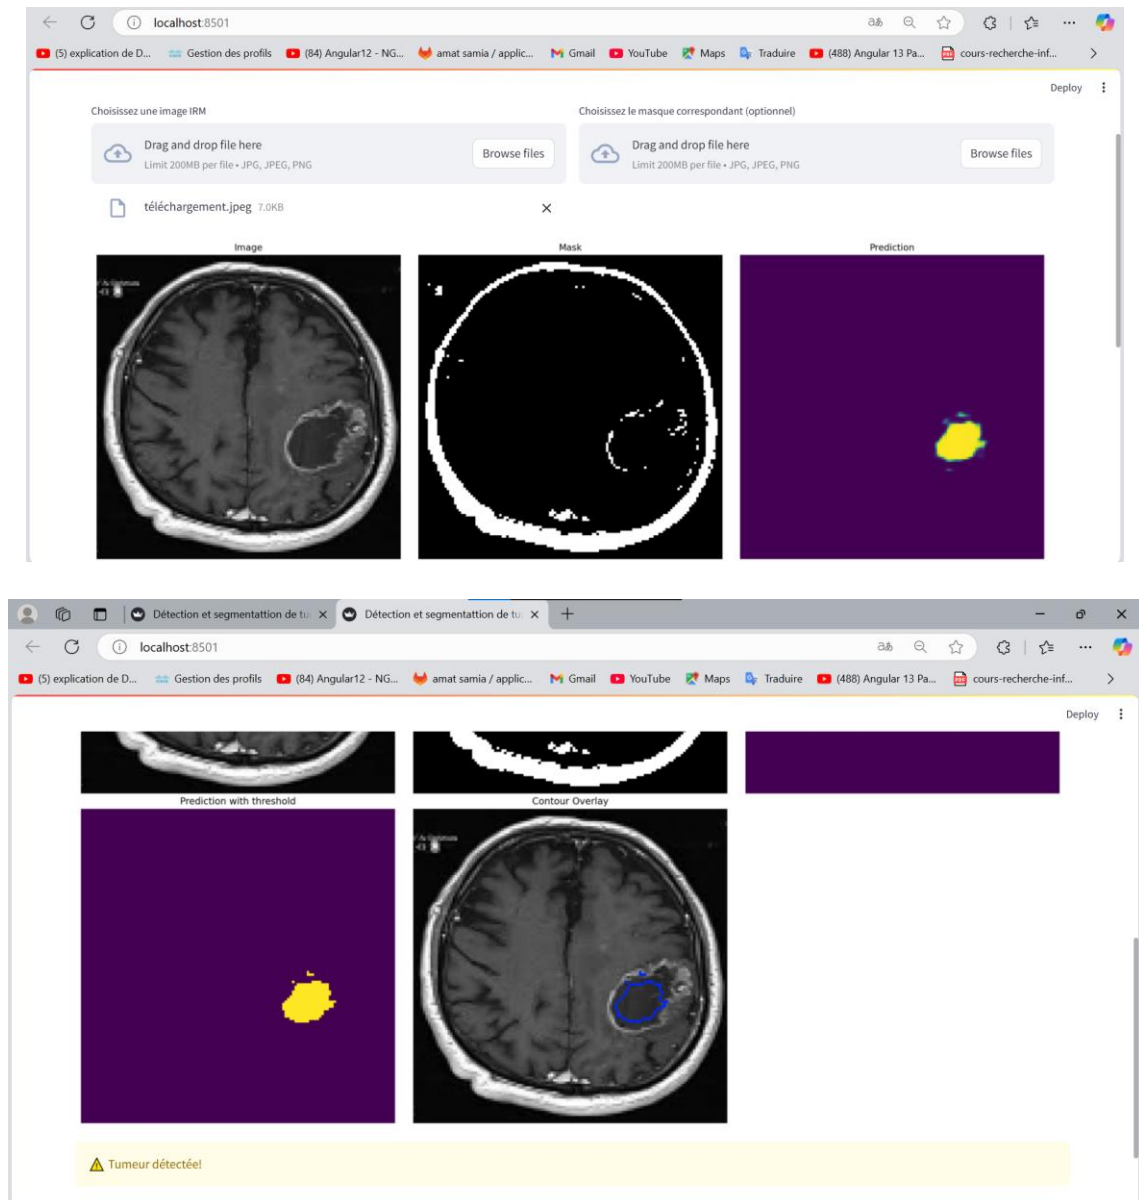 localhost:8501
(5) explication de D... Gestion des profils (84) Angular12 - NG... amat samia / applic... Gmail YouTube Maps Traduire (488) Angular 13 Pa... cours-recherche-inf...
Deploy
Choisissez une image IRM
Choisissez le masque correspondant (optionnel)
Drag and drop file here
Limit 200MB per file • JPG, JPEG, PNG
Browse files
Drag and drop file here
Limit 200MB per file • JPG, JPEG, PNG
Browse files
téléchargement.jpeg 7.0KB
Image
Mask
Prediction
Détection et segmentattion de tu
Détection et segmentattion de tu
localhost:8501
(5) explication de D... Gestion des profils (84) Angular12 - NG... amat samia / applic... Gmail YouTube Maps Traduire (488) Angular 13 Pa... cours-recherche-inf...
Deploy
Prediction with threshold
Contour Overlay
Tumeur détectée!